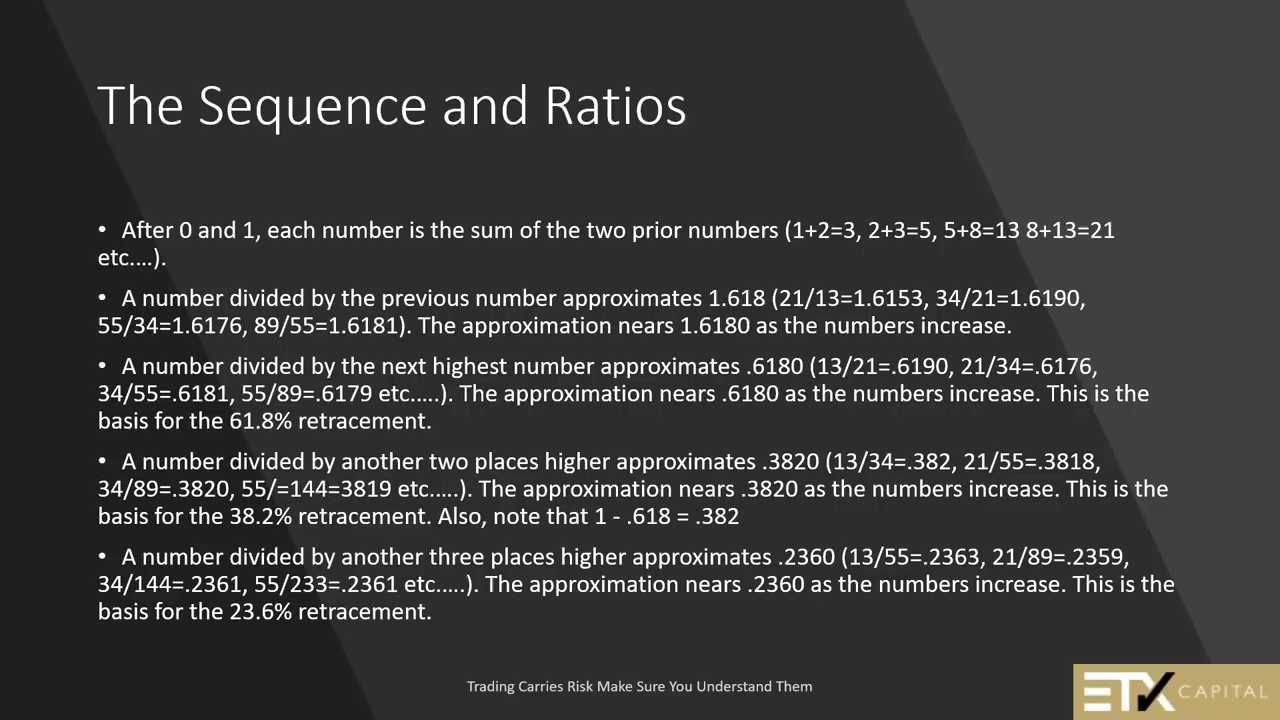 The Sequence and Ratios
• After 0 and 1, each number is the sum of the two prior numbers (1+2=3, 2+3=5, 5+8=13 8+13=21
etc.…).
• A number divided by the previous number approximates 1.618 (21/13=1.6153, 34/21=1.6190,
55/34=1.6176, 89/55=1.6181). The approximation nears 1.6180 as the numbers increase.
• A number divided by the next highest number approximates .6180 (13/21=.6190, 21/34=.6176,
34/55=.6181, 55/89=.6179 etc.….). The approximation nears .6180 as the numbers increase. This is the
basis for the 61.8% retracement.
• A number divided by another two places higher approximates .3820 (13/34=.382, 21/55=.3818,
34/89=.3820, 55/=144=3819 etc.….). The approximation nears .3820 as the numbers increase. This is the
basis for the 38.2% retracement. Also, note that 1 - .618 = .382
• A number divided by another three places higher approximates .2360 (13/55=.2363, 21/89=.2359,
34/144=.2361, 55/233=.2361 etc.….). The approximation nears .2360 as the numbers increase. This is the
basis for the 23.6% retracement.
Trading Carries Risk Make Sure You Understand Them
ETX CAPITAL